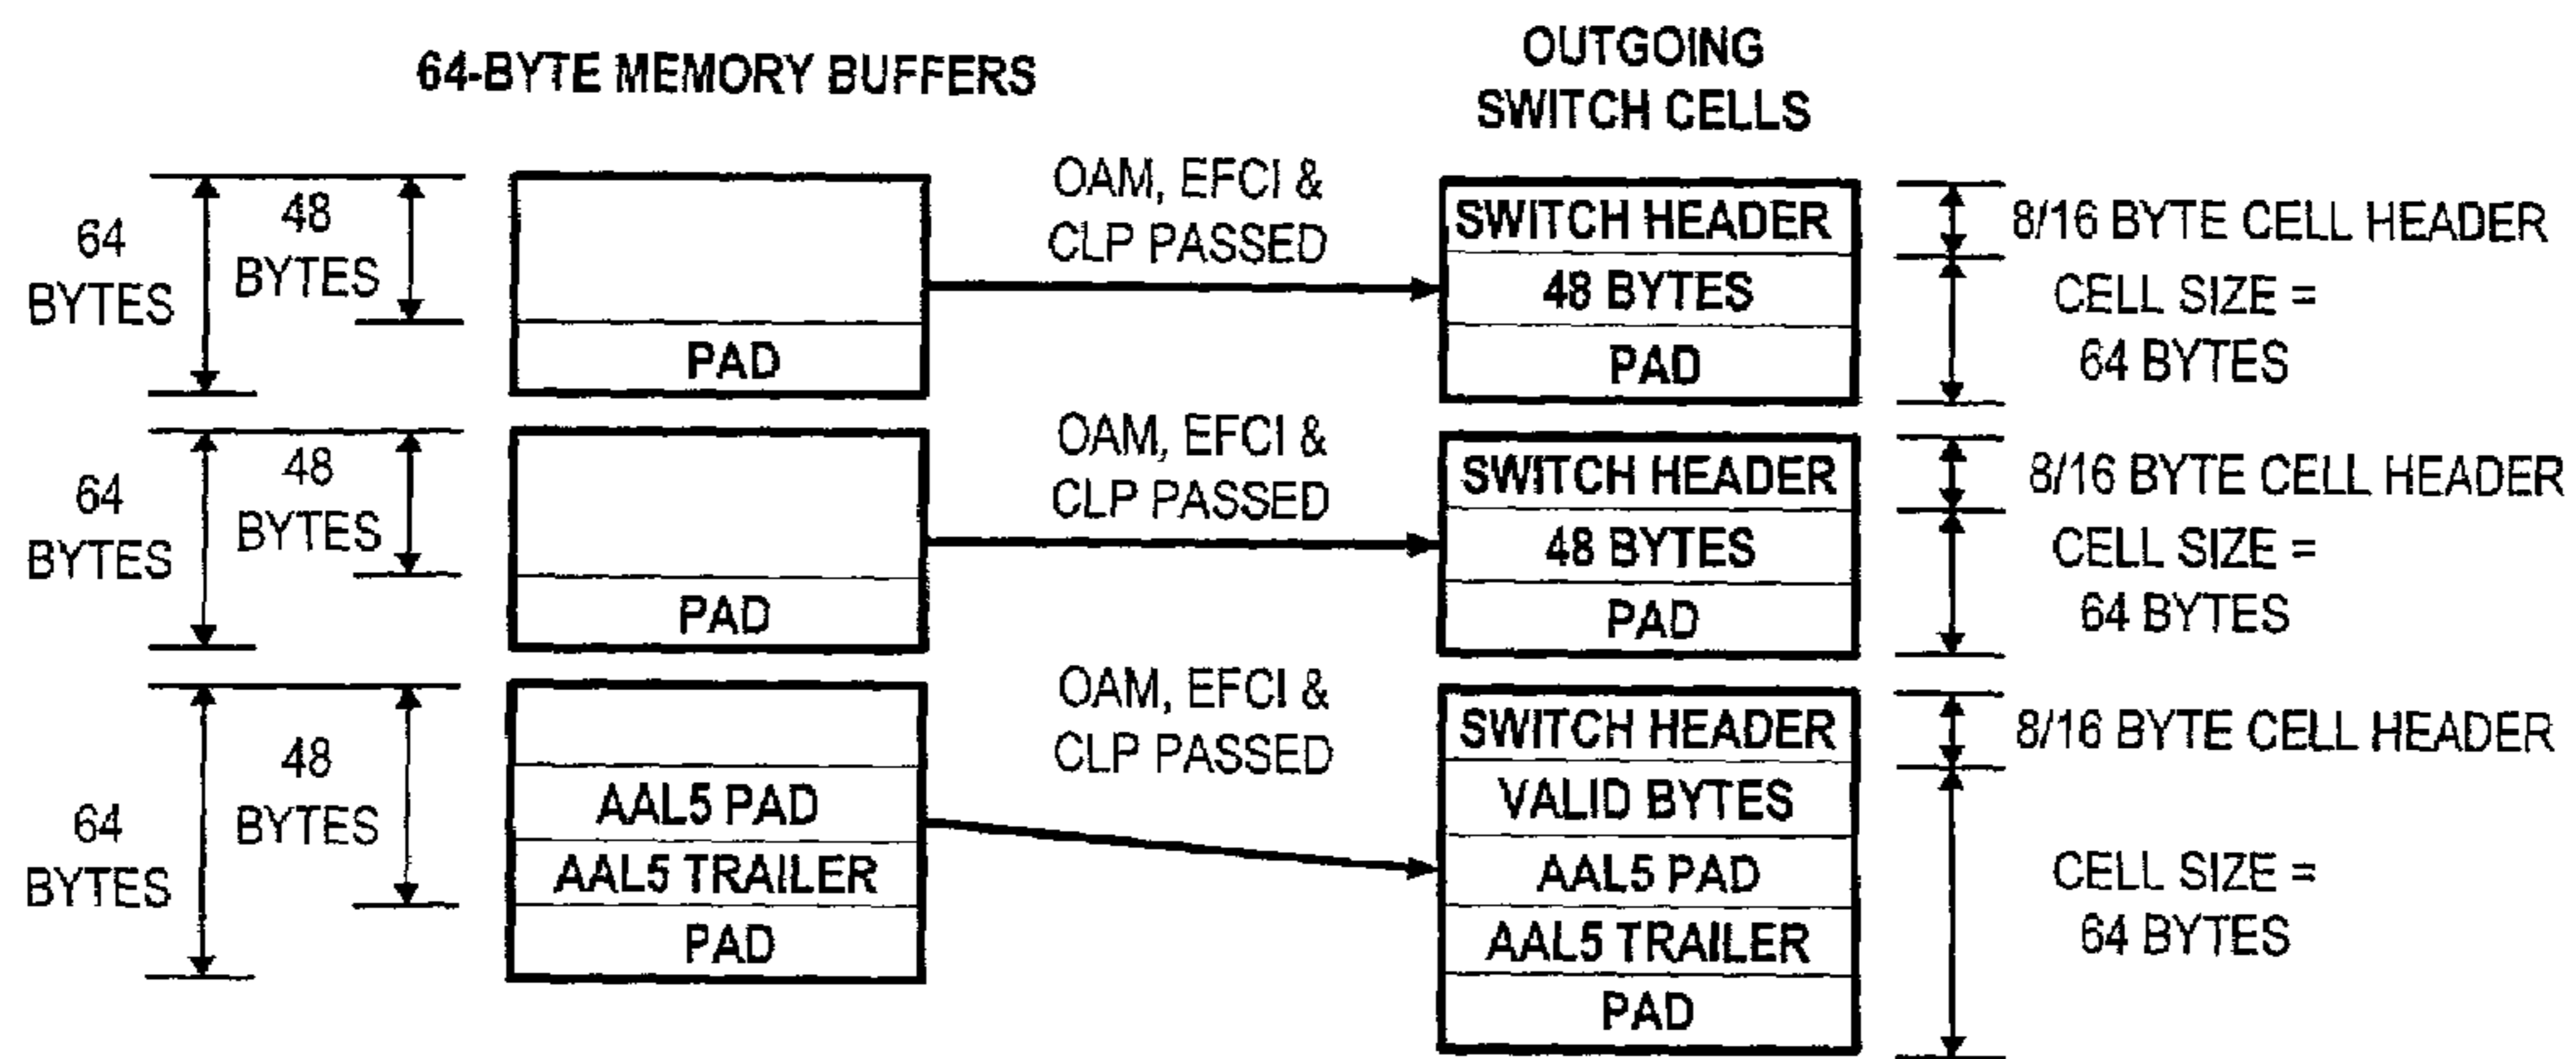 64-BYTE MEMORY BUFFERS
OUTGOING
SWITCH CELLS
64
BYTES
48
BYTES
PAD
OAM, EFCI &
CLP PASSED
SWITCH HEADER
48 BYTES
PAD
8/16 BYTE CELL HEADER
CELL SIZE =
64 BYTES
64
BYTES
48
BYTES
PAD
OAM, EFCI &
CLP PASSED
SWITCH HEADER
48 BYTES
PAD
8/16 BYTE CELL HEADER
CELL SIZE =
64 BYTES
64
BYTES
48
BYTES
AAL5 PAD
AAL5 TRAILER
PAD
OAM, EFCI &
CLP PASSED
SWITCH HEADER
VALID BYTES
AAL5 PAD
AAL5 TRAILER
PAD
8/16 BYTE CELL HEADER
CELL SIZE =
64 BYTES